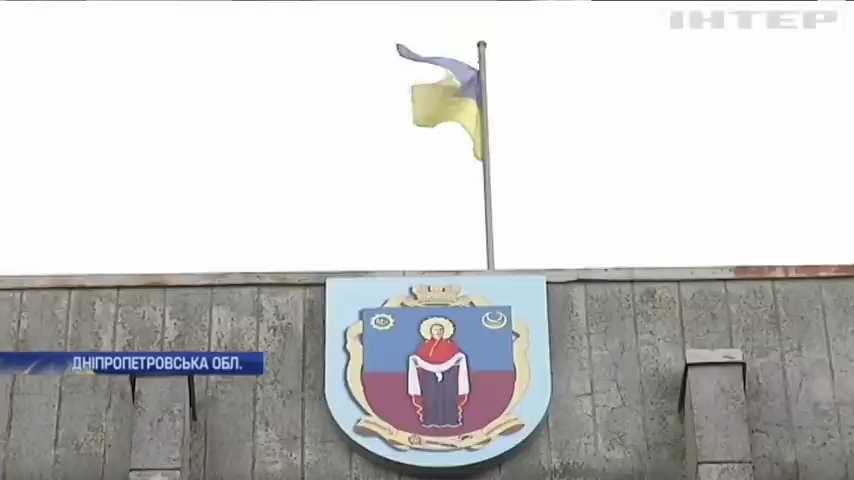 ІНТЕР
ДНІПРОПЕТРОВСЬКА ОБЛ.